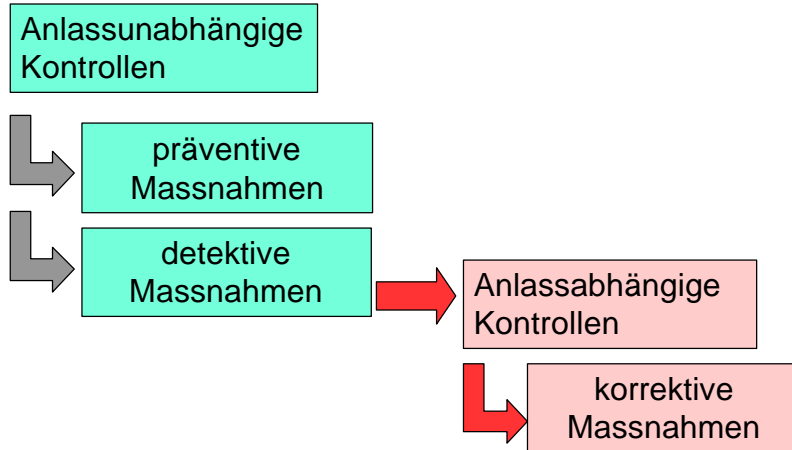 Anlassunabhängige
Kontrollen
präventive
Massnahmen
detektive
Massnahmen
Anlassabhängige
Kontrollen
korrektive
Massnahmen